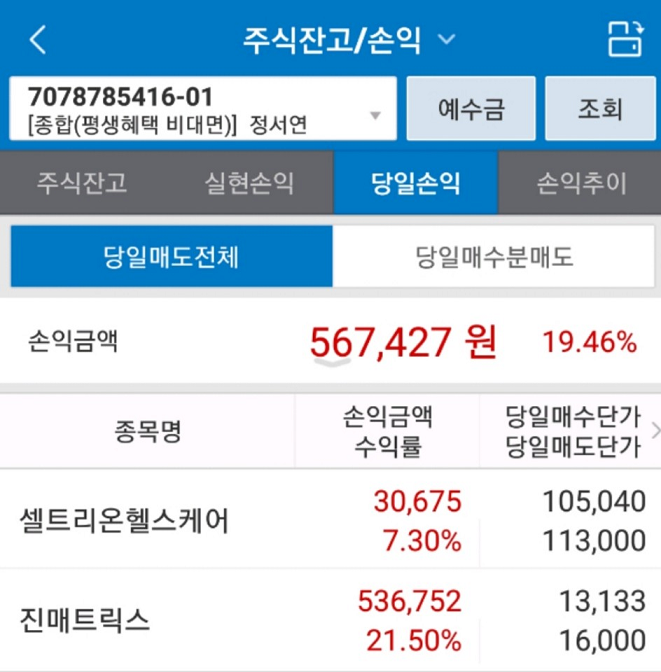 주식잔고/손익
7078785416-01
[종합(평생혜택 비대면)] 정서연
예수금
조회
주식잔고 실현손익 당일손익 손익추이
당일매도전체 당일매수분매도
손익금액 567,427 원 19.46%
종목명
손익금액
수익률
당일매수단가
당일매도단가
셀트리온헬스케어
30,675
7.30%
105,040
113,000
진매트릭스
536,752
21.50%
13,133
16,000